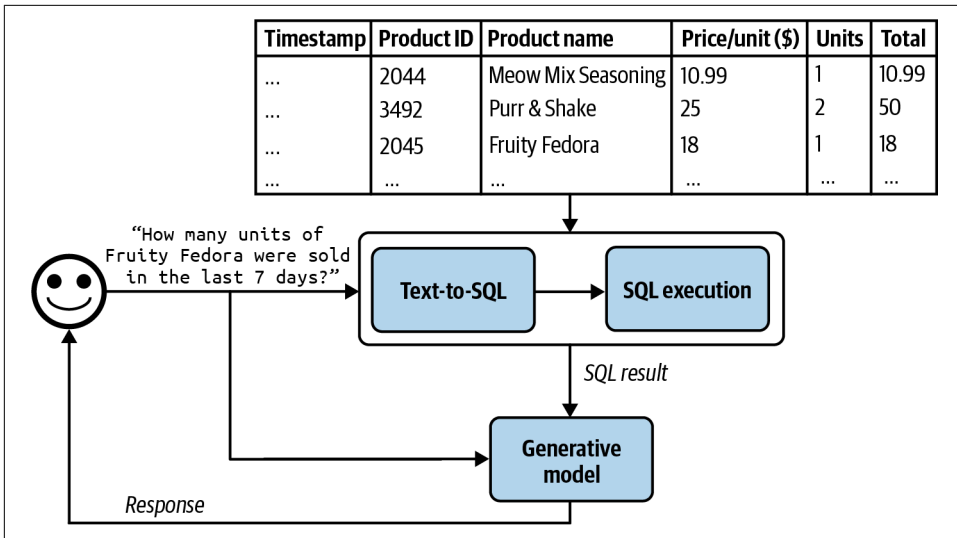 Timestamp Product ID Product name Price/unit ($) Units Total
... 2044 Meow Mix Seasoning 10.99 1 10.99
... 3492 Purr & Shake 25 2 50
... 2045 Fruity Fedora 18 1 18
... ... ... ... ... ...
“How many units of
Fruity Fedora were sold
in the last 7 days?”
Text-to-SQL
SQL execution
SQL result
Generative
model
Response